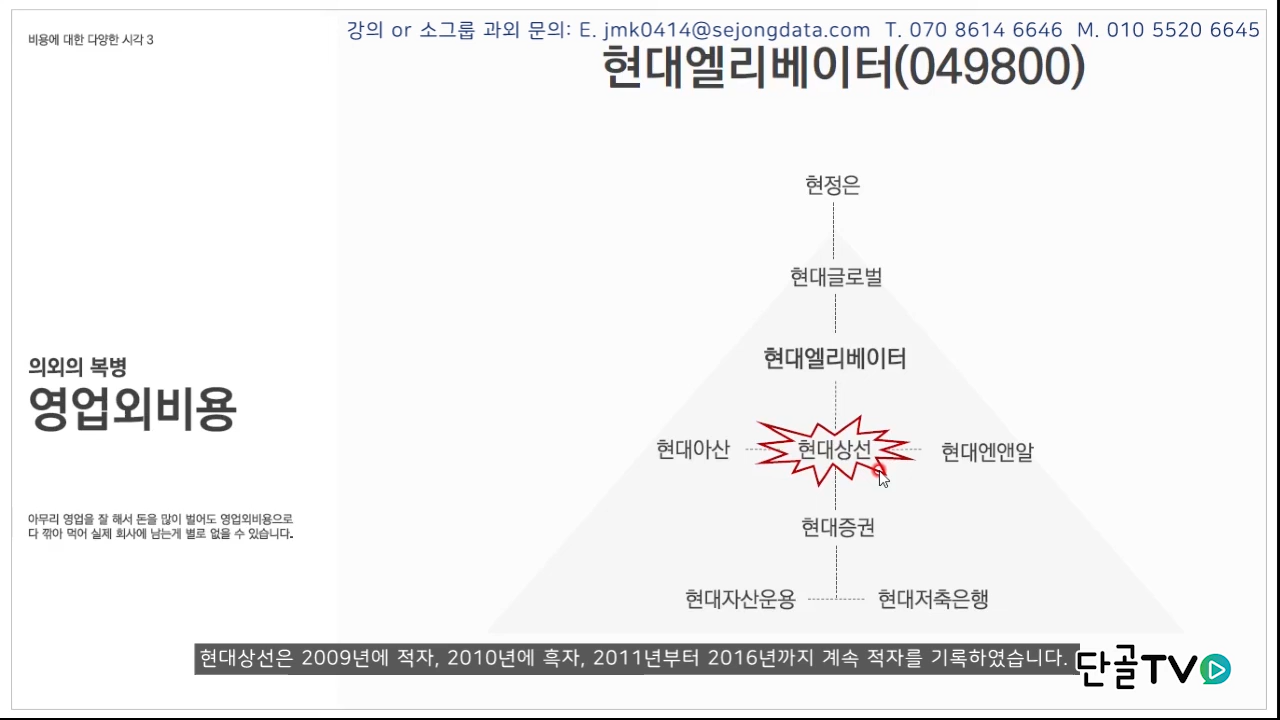 비용에 대한 다양한 시각 3
강의 or 소그룹 과외 문의: E. jmk0414@sejongdata.com T. 070 8614 6646 M. 010 5520 6645
현대엘리베이터(049800)
현정은
현대글로벌
의외의 복병
영업외비용
현대엘리베이터
현대아산 현대상선 현대엔앤알
아무리 영업을 잘 해서 돈을 많이 벌어도 영업외비용으로
다 깎아 먹어 실제 회사에 남는게 별로 없을 수 있습니다.
현대증권
현대자산운용 현대저축은행
현대상선은 2009년에 적자, 2010년에 흑자, 2011년부터 2016년까지 계속 적자를 기록하였습니다.
단골TV